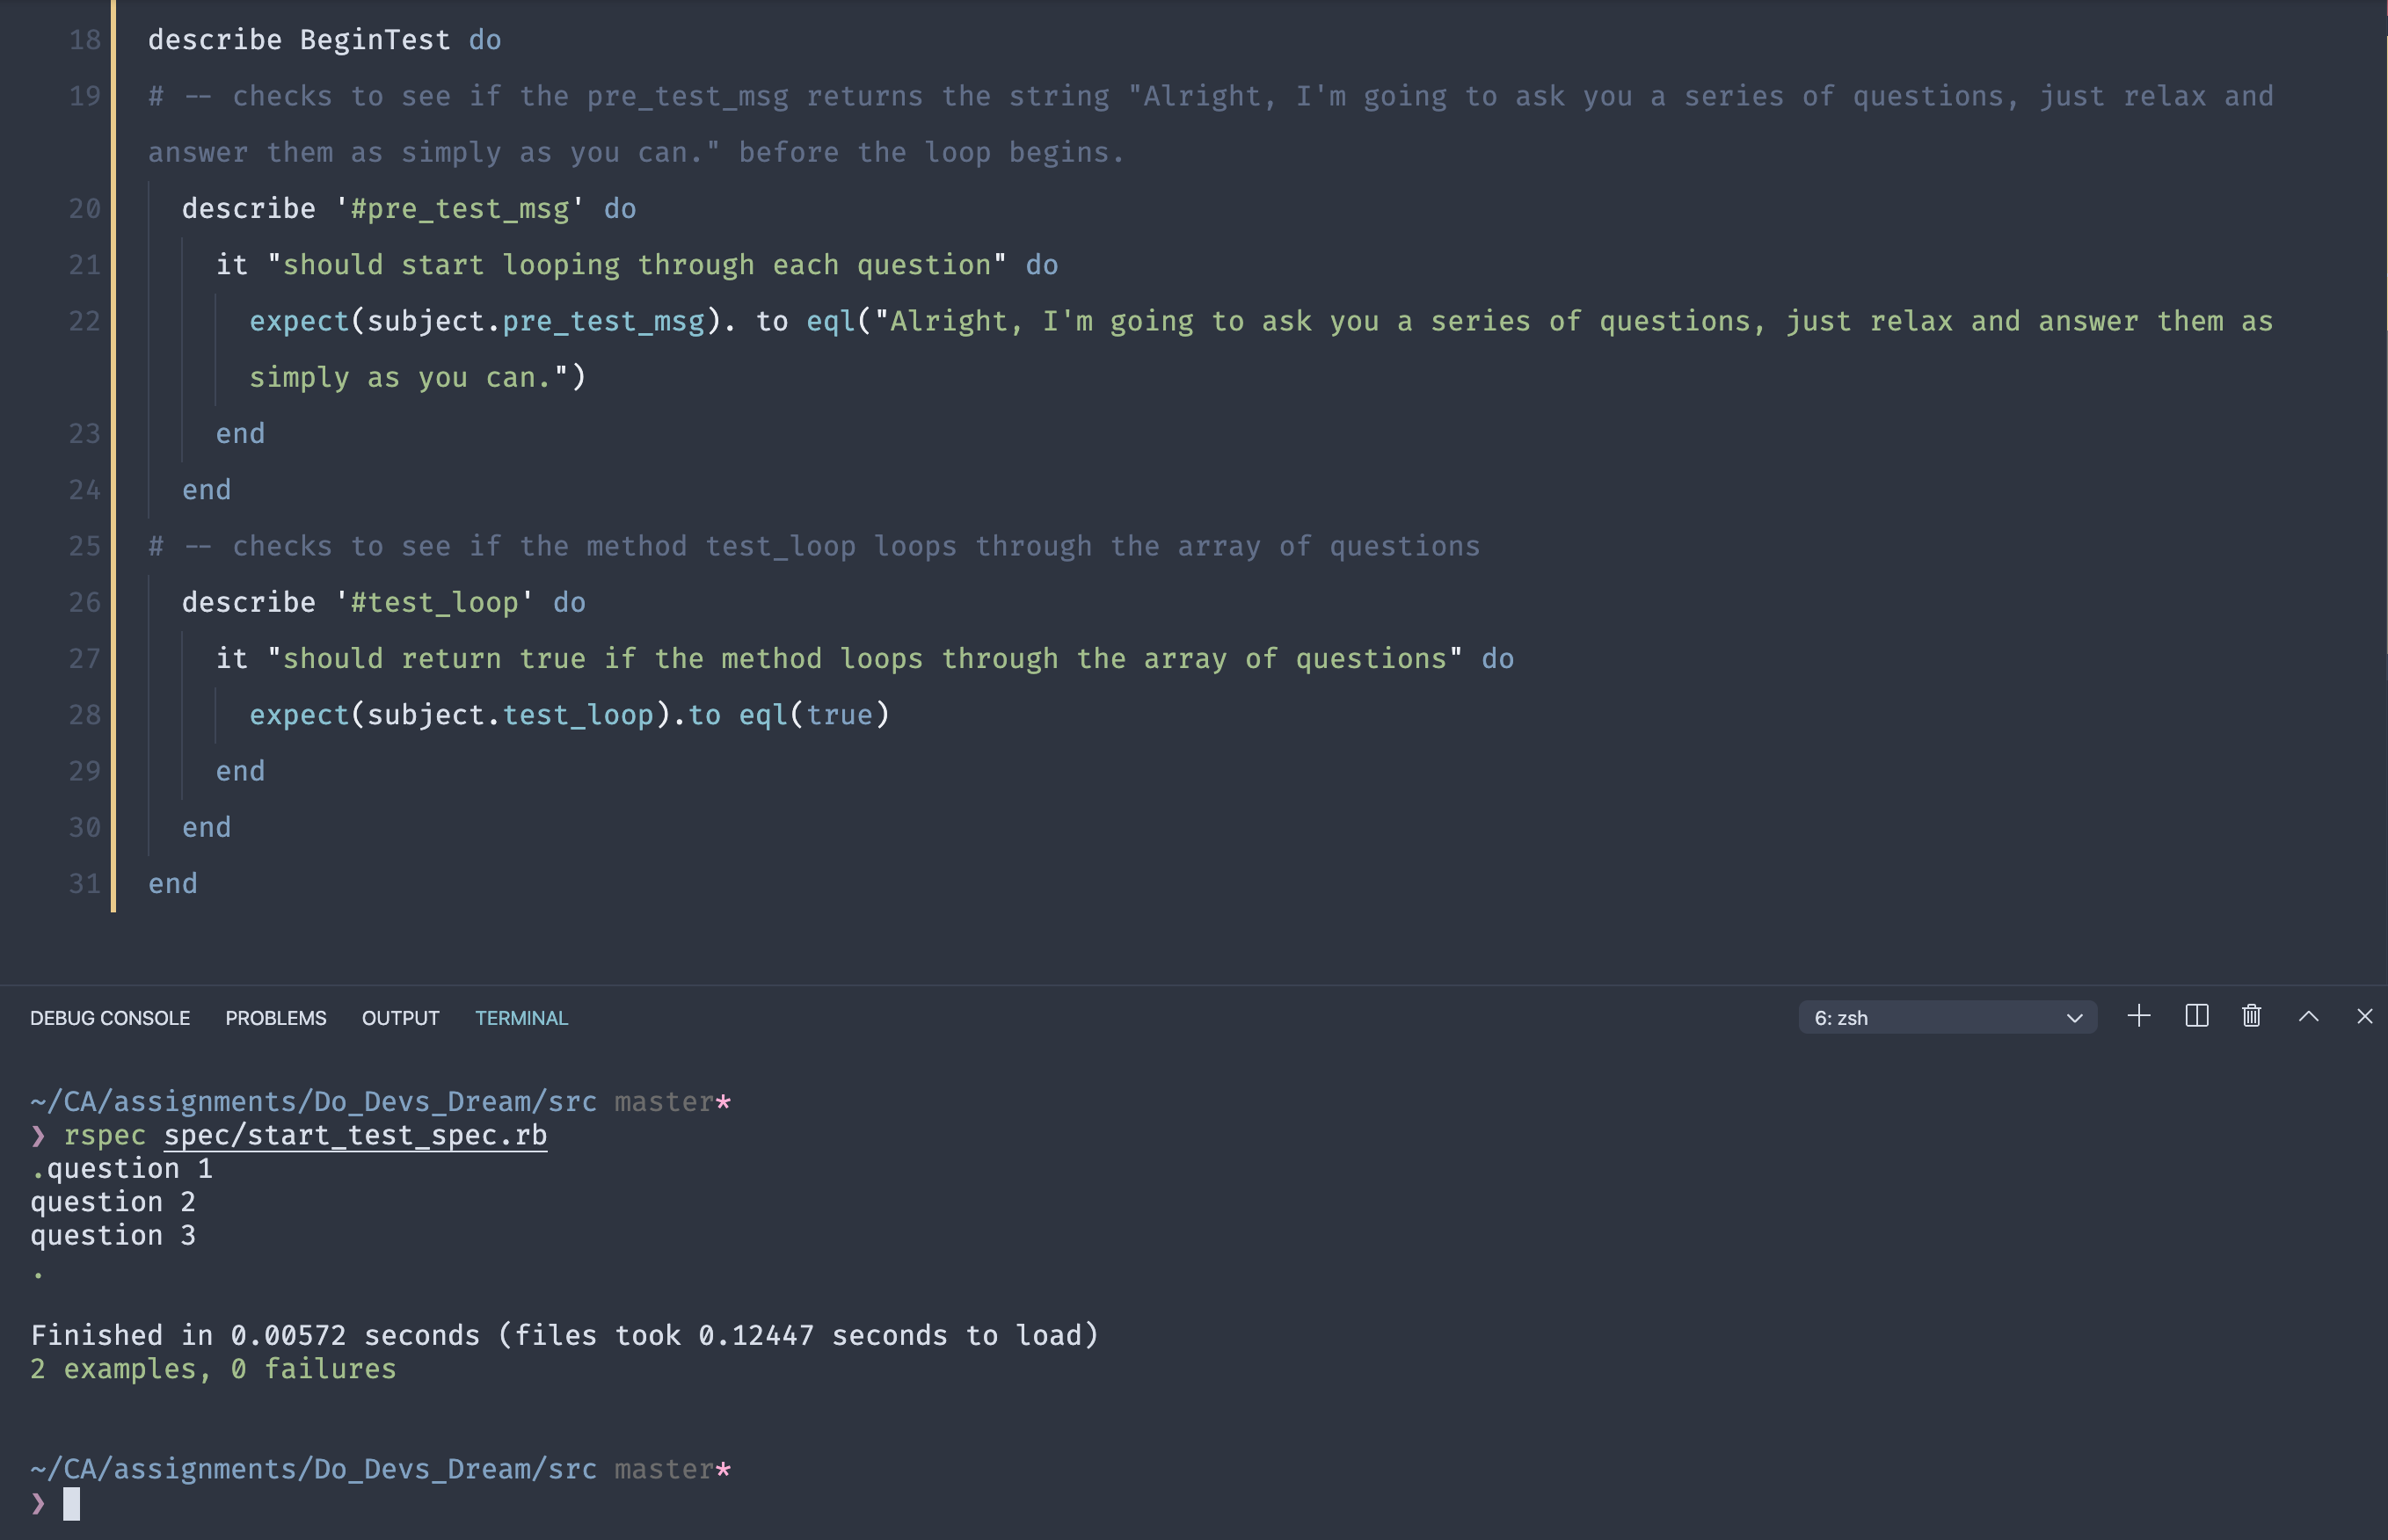 18 describe BeginTest do
19 # -- checks to see if the pre_test_msg returns the string "Alright, I'm going to ask you a series of questions, just relax and
answer them as simply as you can." before the loop begins.
20 describe '#pre_test_msg' do
21 it "should start looping through each question" do
22 expect(subject.pre_test_msg). to eql("Alright, I'm going to ask you a series of questions, just relax and answer them as
simply as you can.")
23 end
24 end
25 # -- checks to see if the method test_loop loops through the array of questions
26 describe '#test_loop' do
27 it "should return true if the method loops through the array of questions" do
28 expect(subject.test_loop).to eql(true)
29 end
30 end
31 end
DEBUG CONSOLE PROBLEMS OUTPUT TERMINAL 6: zsh
~/CA/assignments/Do_Devs_Dream/src master*
❯ rspec spec/start_test_spec.rb
.question 1
question 2
question 3
.
Finished in 0.00572 seconds (files took 0.12447 seconds to load)
2 examples, 0 failures
~/CA/assignments/Do_Devs_Dream/src master*
❯